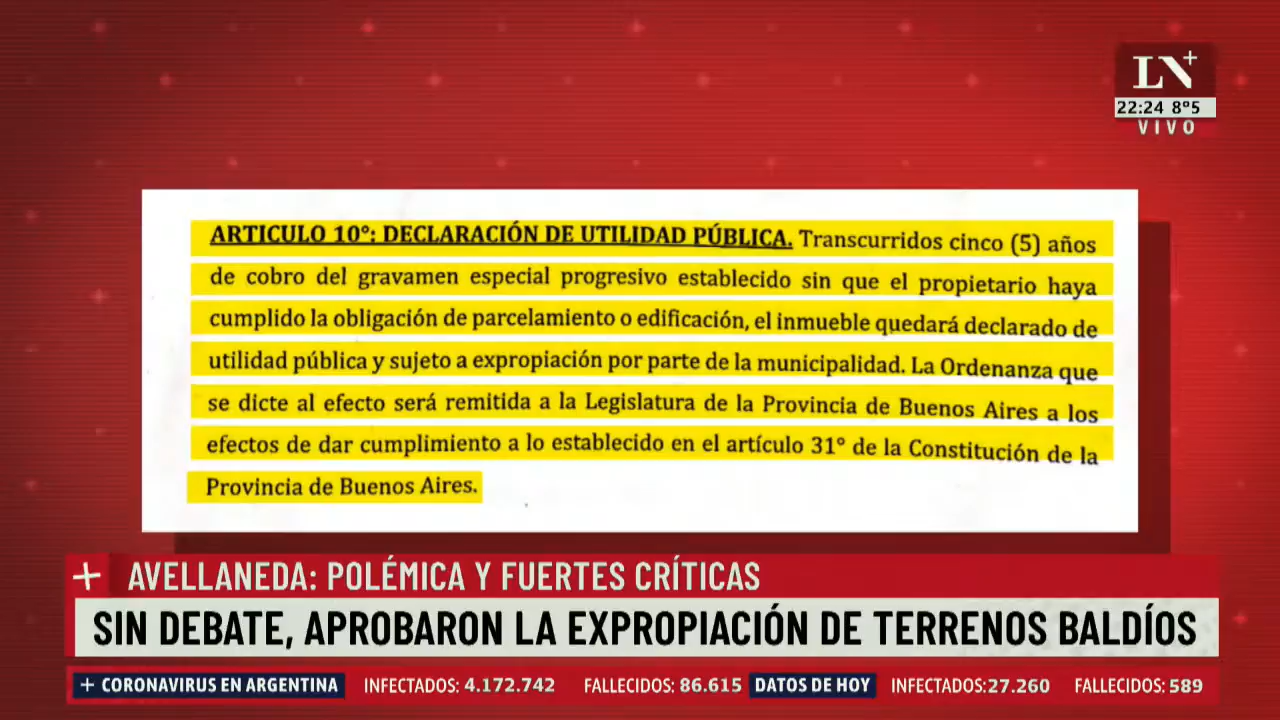 LN+
22:24 8°5
VIVO
ARTICULO 10°: DECLARACIÓN DE UTILIDAD PÚBLICA. Transcurridos cinco (5) años
de cobro del gravamen especial progresivo establecido sin que el propietario haya
cumplido la obligación de parcelamiento o edificación, el inmueble quedará declarado de
utilidad pública y sujeto a expropiación por parte de la municipalidad. La Ordenanza que
se dicte al efecto será remitida a la Legislatura de la Provincia de Buenos Aires a los
efectos de dar cumplimiento a lo establecido en el artículo 31° de la Constitución de la
Provincia de Buenos Aires.
+ AVELLANEDA: POLÉMICA Y FUERTES CRÍTICAS
SIN DEBATE, APROBARON LA EXPROPIACIÓN DE TERRENOS BALDÍOS
+ CORONAVIRUS EN ARGENTINA INFECTADOS: 4.172.742 FALLECIDOS: 86.615 DATOS DE HOY INFECTADOS:27.260 FALLECIDOS: 589